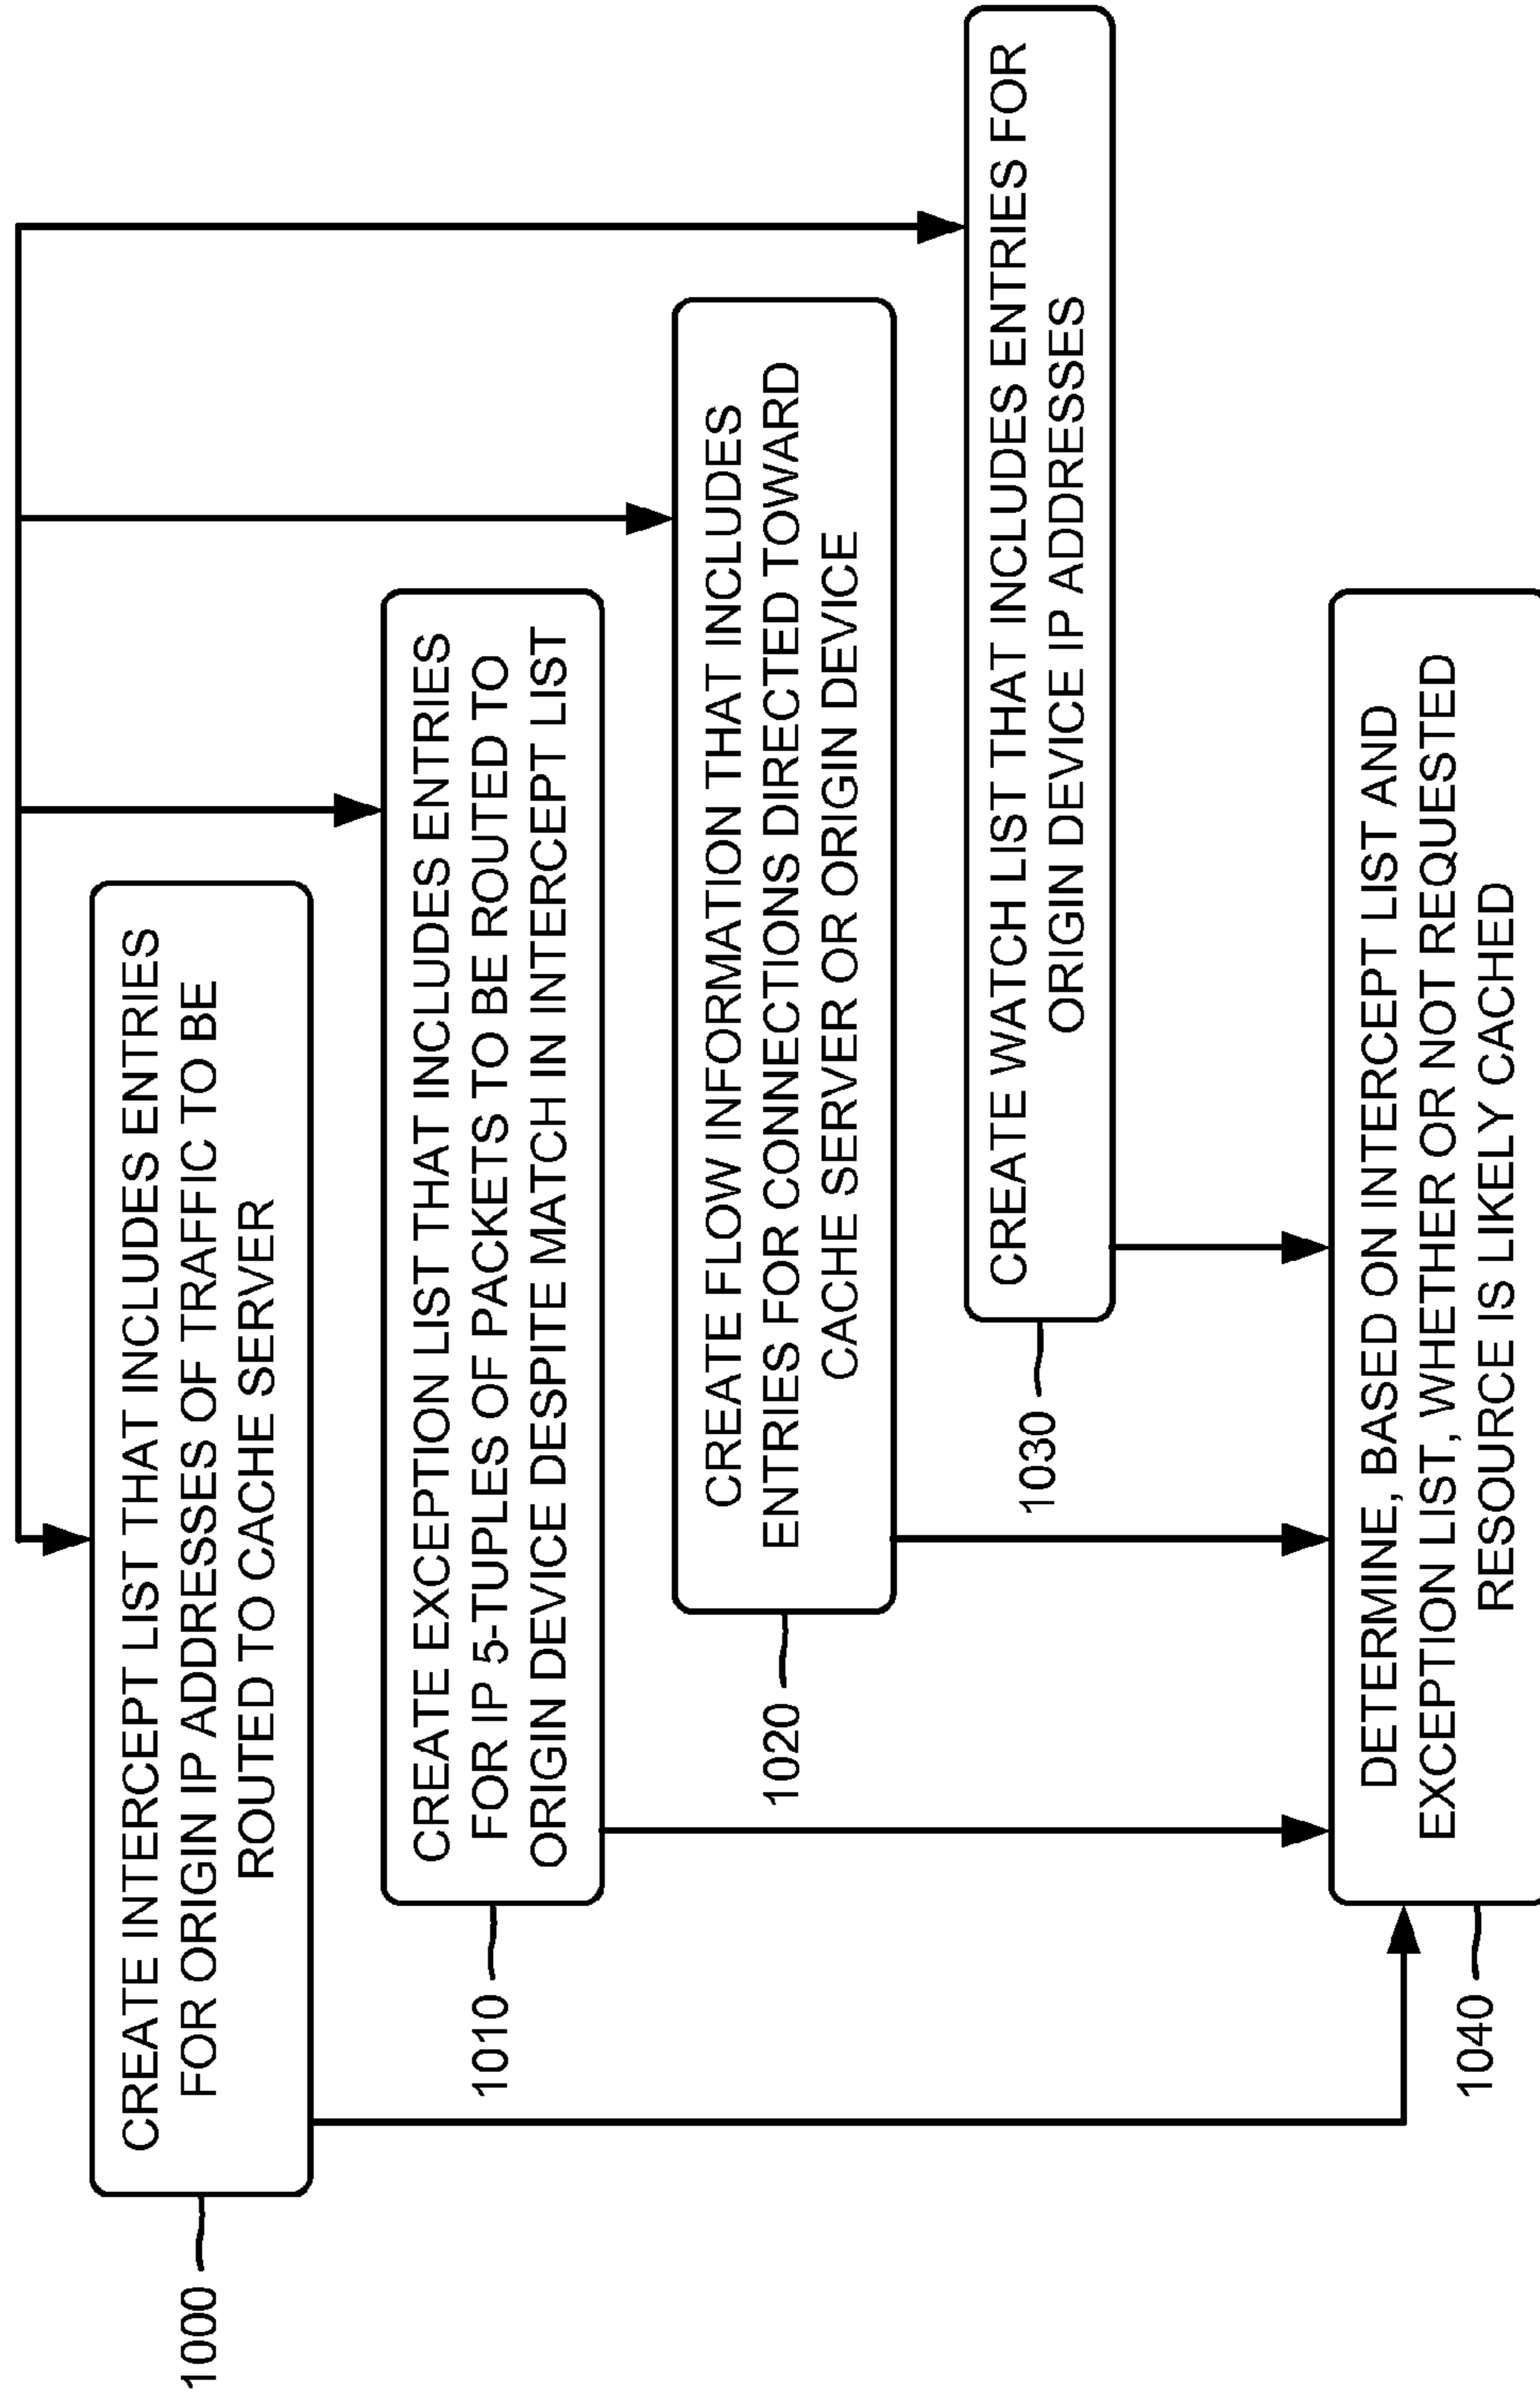 1000
CREATE INTERCEPT LIST THAT INCLUDES ENTRIES
FOR ORIGIN IP ADDRESSES OF TRAFFIC TO BE
ROUTED TO CACHE SERVER
1010
CREATE EXCEPTION LIST THAT INCLUDES ENTRIES
FOR IP 5-TUPLES OF PACKETS TO BE ROUTED TO
ORIGIN DEVICE DESPITE MATCH IN INTERCEPT LIST
1020
CREATE FLOW INFORMATION THAT INCLUDES
ENTRIES FOR CONNECTIONS DIRECTED TOWARD
CACHE SERVER OR ORIGIN DEVICE
1030
CREATE WATCH LIST THAT INCLUDES ENTRIES FOR
ORIGIN DEVICE IP ADDRESSES
1040
DETERMINE, BASED ON INTERCEPT LIST AND
EXCEPTION LIST, WHETHER OR NOT REQUESTED
RESOURCE IS LIKELY CACHED